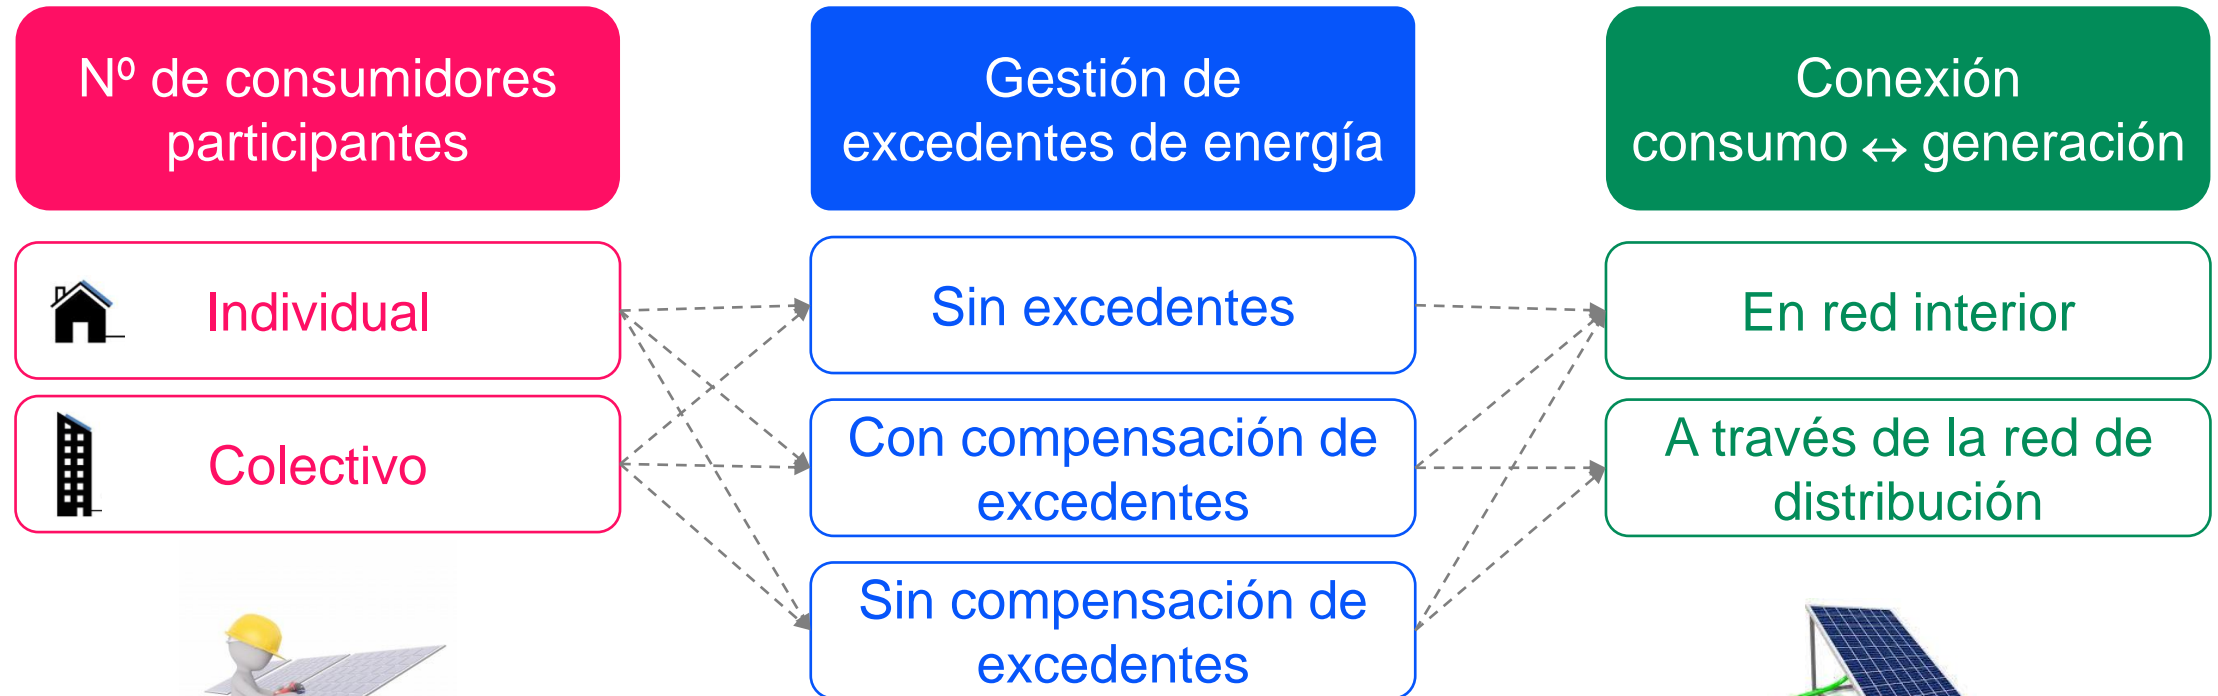 Nº de consumidores
participantes
Individual
Colectivo
Gestión de
excedentes de energía
Sin excedentes
Con compensación de
excedentes
Sin compensación de
excedentes
Conexión
consumo ↔ generación
En red interior
A través de la red de
distribución